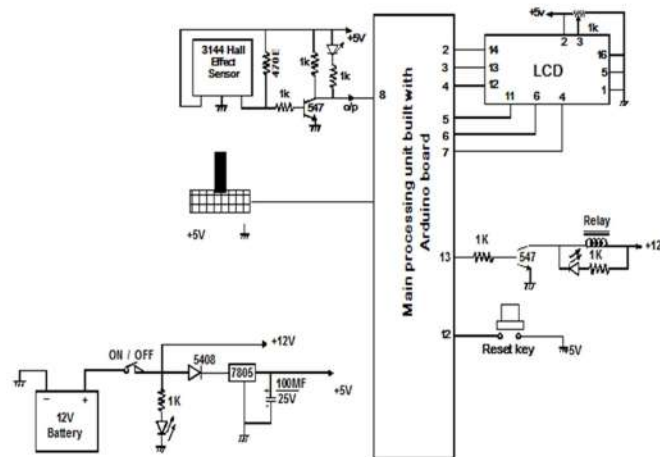 3144 Hall
Effect
Sensor
470E
1k
1k
+5V
1k
547
o/p
8
+5v
1k
2
3
2
14
3
13
4
12
LCD
16
5
1
11
6
4
5
6
7
Main processing unit built with
Arduino board
+5V
13
1K
547
Relay
1K
+12
12
Reset key
+5V
ON / OFF
+12V
5408
7805
+5V
1K
100MF
25V
-
+
12V
Battery